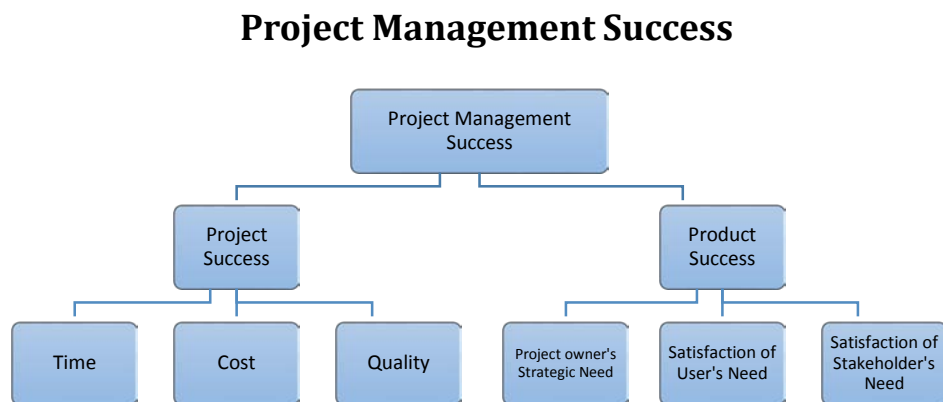 Project Management Success
Project Management
Success
Project
Success
Product
Success
Time
Cost
Quality
Project owner's
Strategic Need
Satisfaction of
User's Need
Satisfaction of
Stakeholder's
Need